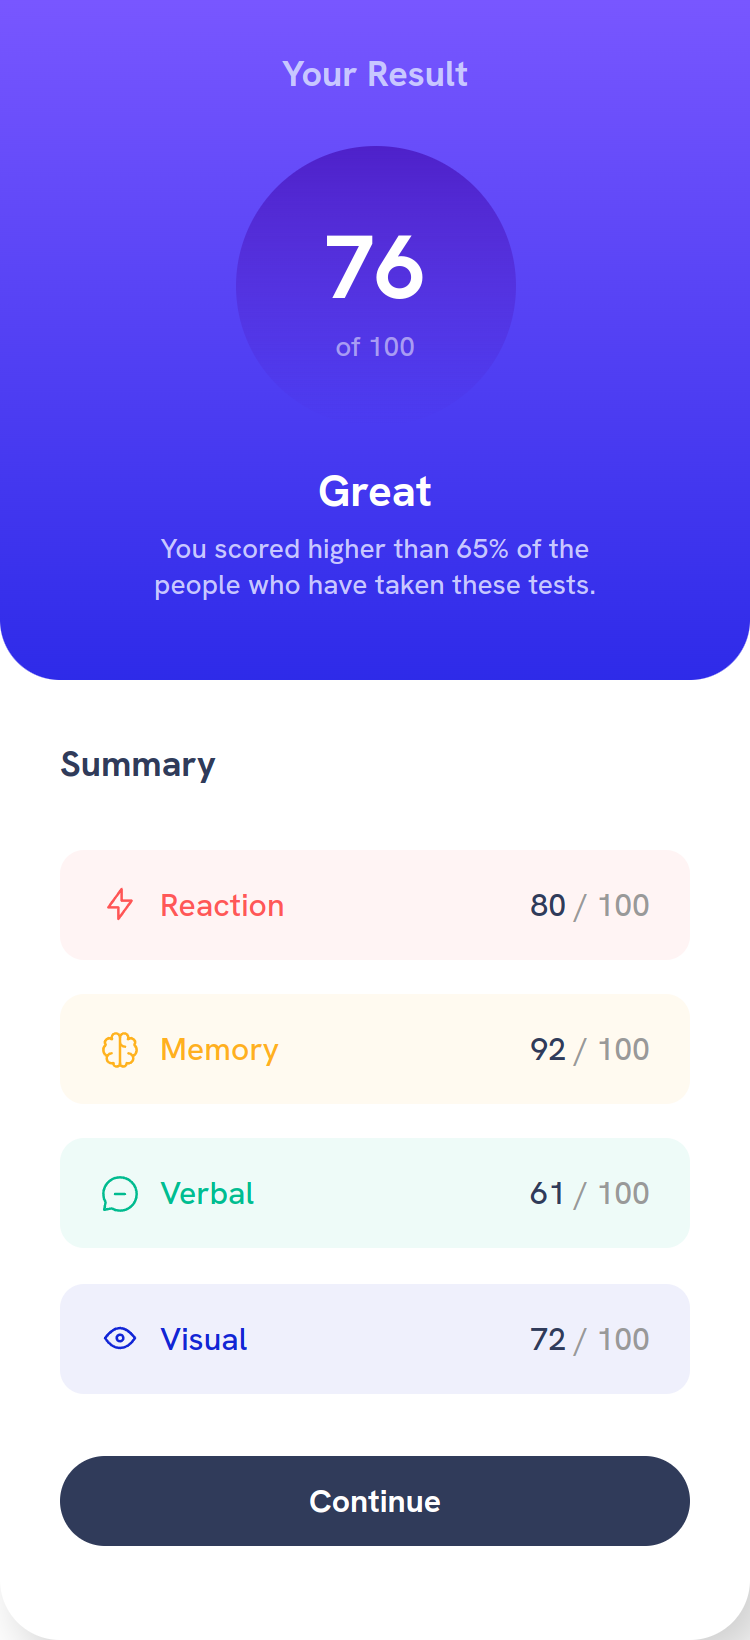 Your Result
76
of 100
Great
You scored higher than 65% of the
people who have taken these tests.
Summary
Reaction 80 / 100
Memory 92 / 100
Verbal 61 / 100
Visual 72 / 100
Continue